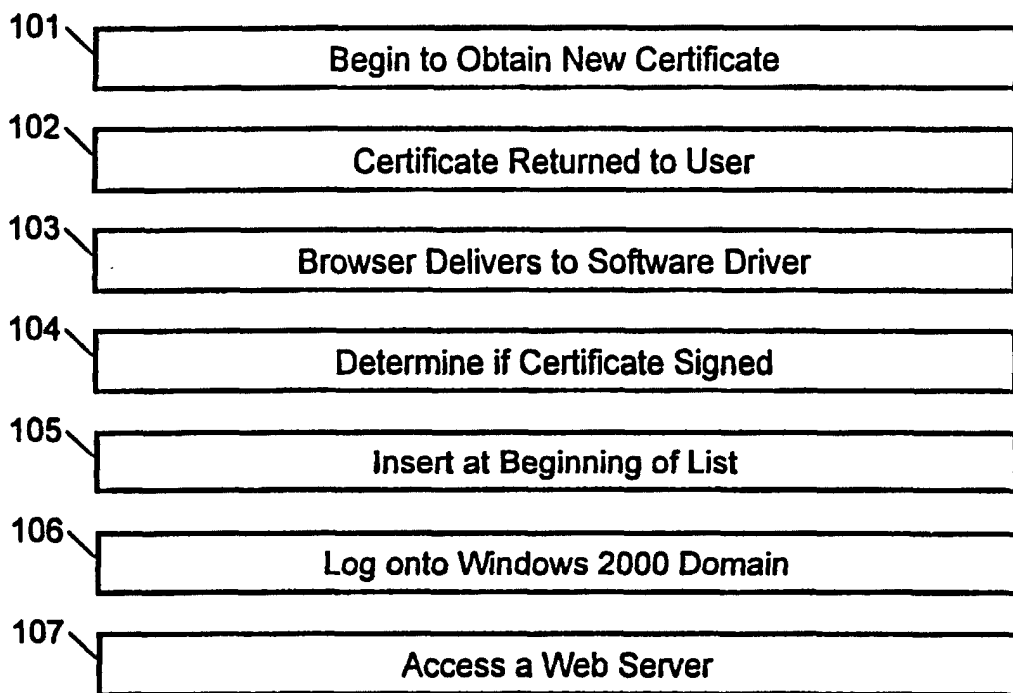 101 Begin to Obtain New Certificate
102 Certificate Returned to User
103 Browser Delivers to Software Driver
104 Determine if Certificate Signed
105 Insert at Beginning of List
106 Log onto Windows 2000 Domain
107 Access a Web Server